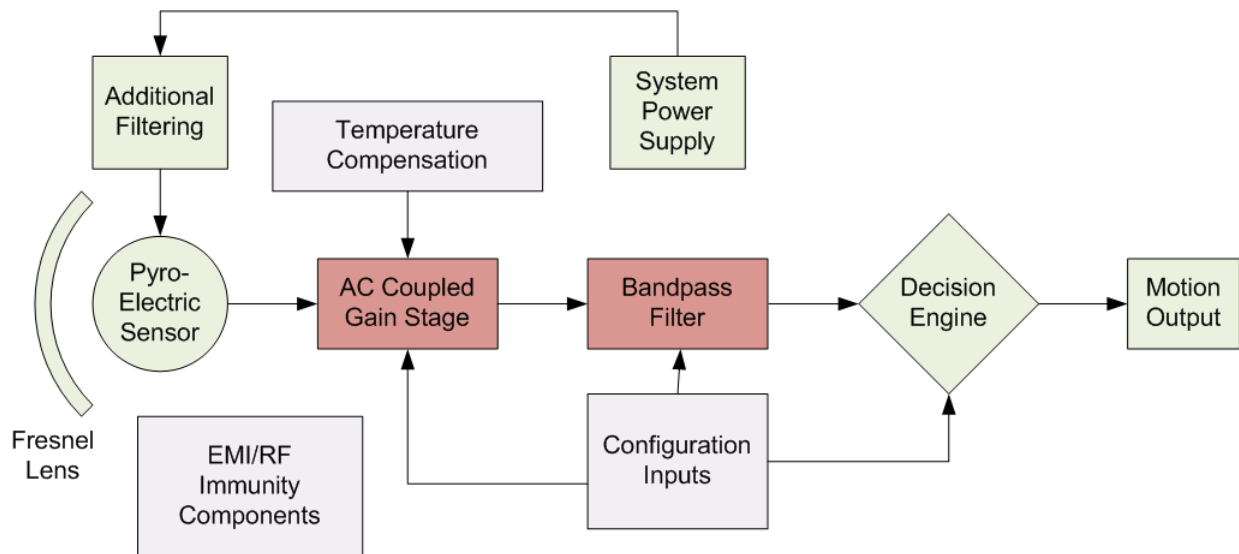 Additional
Filtering
System
Power
Supply
Temperature
Compensation
Pyro-
Electric
Sensor
AC Coupled
Gain Stage
Bandpass
Filter
Decision
Engine
Motion
Output
Fresnel
Lens
EMI/RF
Immunity
Components
Configuration
Inputs